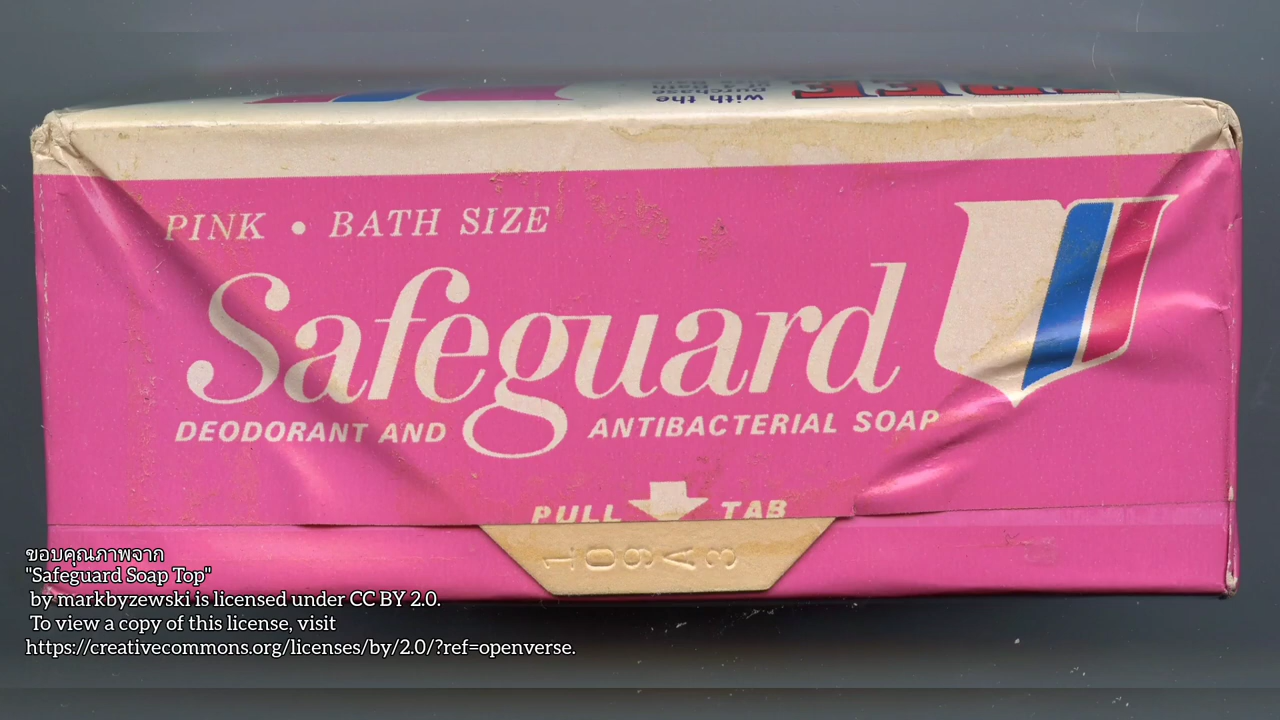 with the
purchase
PINK • BATH SIZE
Safeguard
DEODORANT AND ANTIBACTERIAL SOAP
PULL TAB
109A3
ขอบคุณภาพจาก
"Safeguard Soap Top"
by markbyzewski is licensed under CC BY 2.0.
To view a copy of this license, visit
https://creativecommons.org/licenses/by/2.0/?ref=openverse.